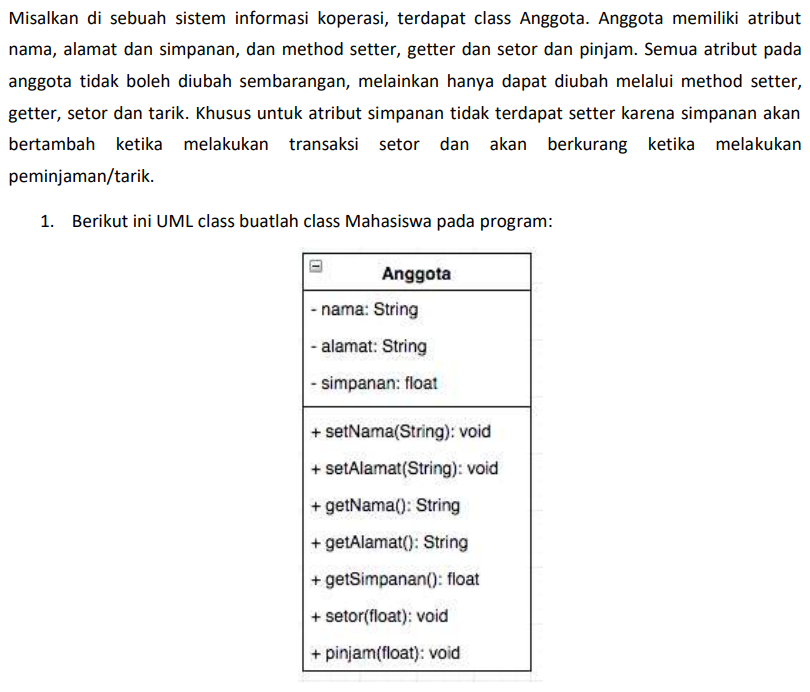 Misalkan di sebuah sistem informasi koperasi, terdapat class Anggota. Anggota memiliki atribut
nama, alamat dan simpanan, dan method setter, getter dan setor dan pinjam. Semua atribut pada
anggota tidak boleh diubah sembarangan, melainkan hanya dapat diubah melalui method setter,
getter, setor dan tarik. Khusus untuk atribut simpanan tidak terdapat setter karena simpanan akan
bertambah ketika melakukan transaksi setor dan akan berkurang ketika melakukan
peminjaman/tarik.
1. Berikut ini UML class buatlah class Mahasiswa pada program:
Anggota
- nama: String
- alamat: String
- simpanan: float
+ setNama(String): void
+ setAlamat(String): void
+ getNama(): String
+ getAlamat(): String
+ getSimpanan(): float
+ setor(float): void
+ pinjam(float): void